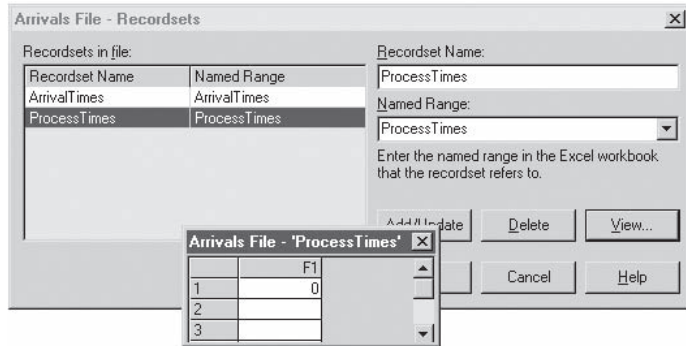 Arrivals File - Recordsets
Recordsets in file:
Recordset Name Named Range
ArrivalTimes ArrivalTimes
ProcessTimes ProcessTimes
Recordset Name:
ProcessTimes
Named Range:
ProcessTimes
Enter the named range in the Excel workbook
that the recordset refers to.
Add/Update Delete View...
Cancel Help
Arrivals File - 'ProcessTimes'
F1
1 0
2
3